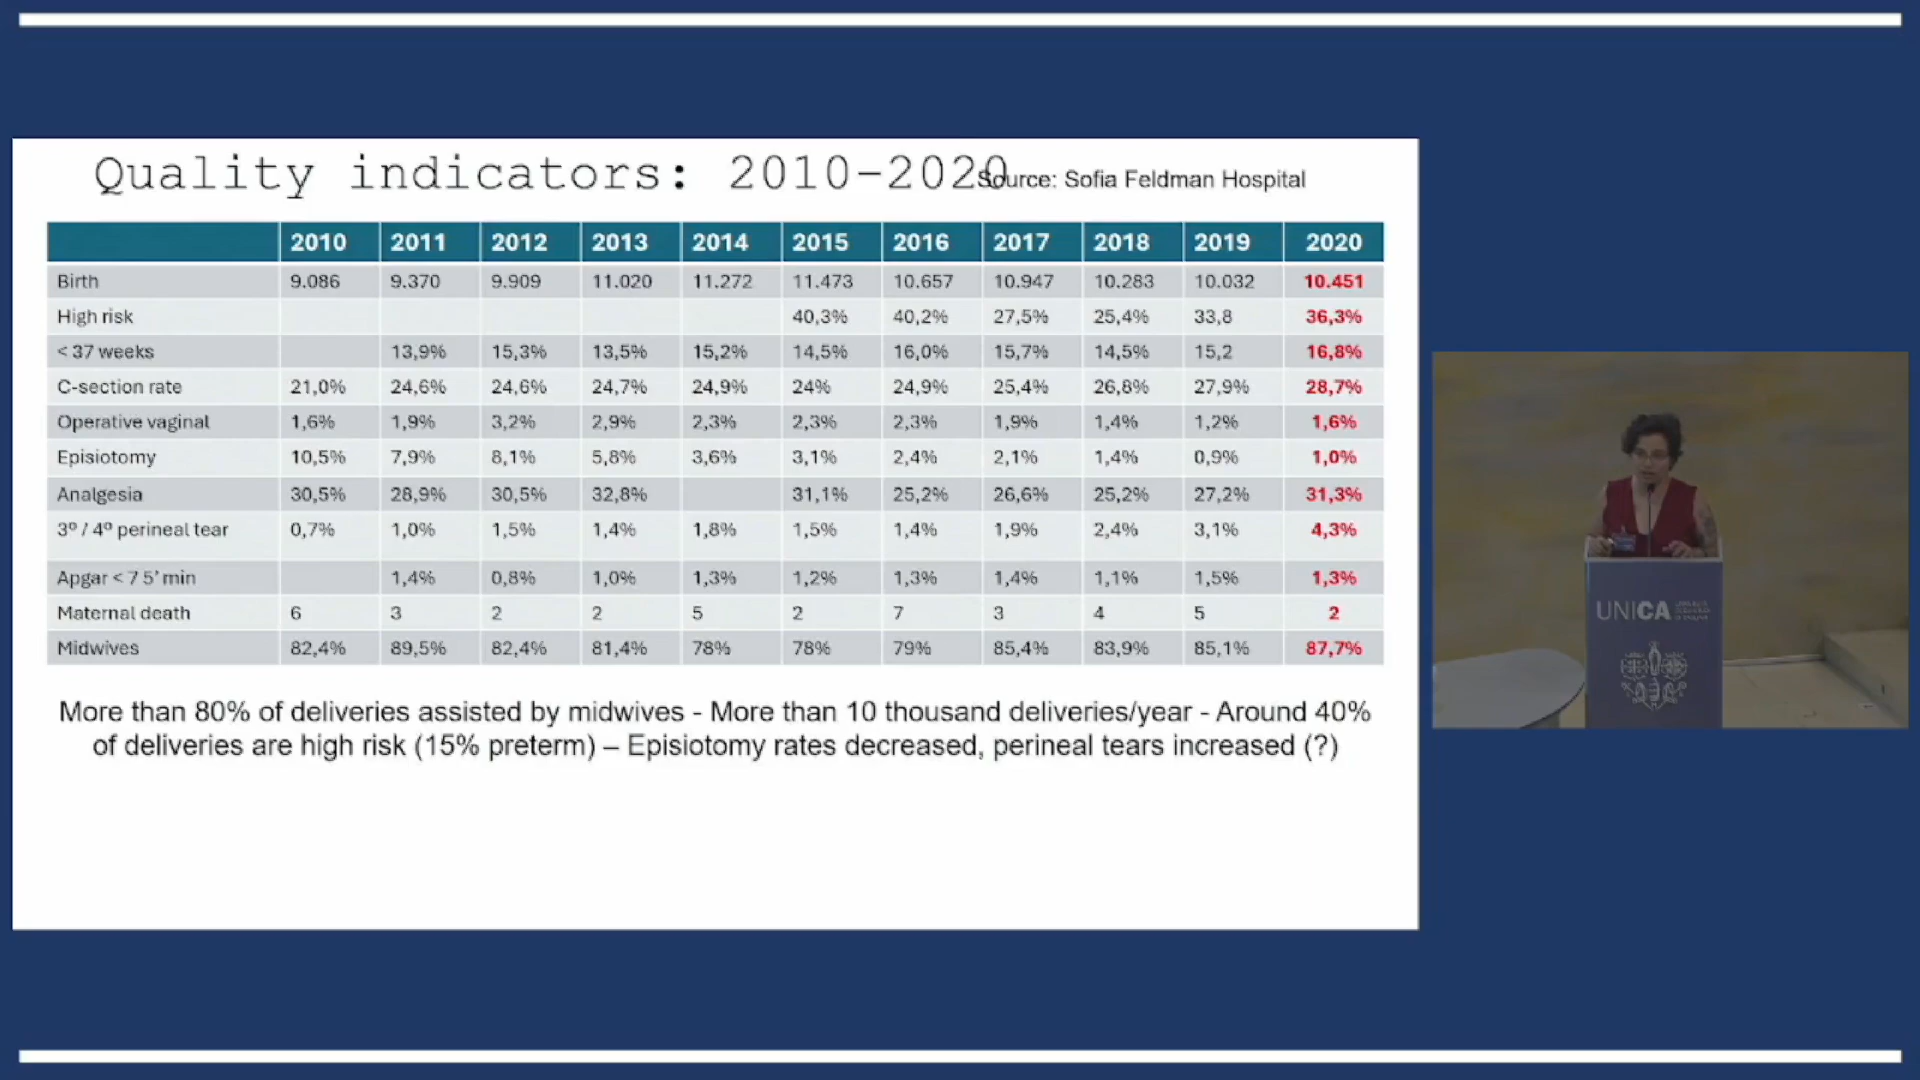 Quality indicators: 2010-2020
Source: Sofia Feldman Hospital
2010 2011 2012 2013 2014 2015 2016 2017 2018 2019 2020
Birth 9.086 9.370 9.909 11.020 11.272 11.473 10.657 10.947 10.283 10.032 10.451
High risk 40,3% 40,2% 27,5% 25,4% 33,8 36,3%
< 37 weeks 13,9% 15,3% 13,5% 15,2% 14,5% 16,0% 15,7% 14,5% 15,2 16,8%
C-section rate 21,0% 24,6% 24,6% 24,7% 24,9% 24% 24,9% 25,4% 26,8% 27,9% 28,7%
Operative vaginal 1,6% 1,9% 3,2% 2,9% 2,3% 2,3% 2,3% 1,9% 1,4% 1,2% 1,6%
Episiotomy 10,5% 7,9% 8,1% 5,8% 3,6% 3,1% 2,4% 2,1% 1,4% 0,9% 1,0%
Analgesia 30,5% 28,9% 30,5% 32,8% 31,1% 25,2% 26,6% 25,2% 27,2% 31,3%
3º / 4º perineal tear 0,7% 1,0% 1,5% 1,4% 1,8% 1,5% 1,4% 1,9% 2,4% 3,1% 4,3%
Apgar < 7 5' min 1,4% 0,8% 1,0% 1,3% 1,2% 1,3% 1,4% 1,1% 1,5% 1,3%
Maternal death 6 3 2 2 5 2 7 3 4 5 2
Midwives 82,4% 89,5% 82,4% 81,4% 78% 78% 79% 85,4% 83,9% 85,1% 87,7%
More than 80% of deliveries assisted by midwives - More than 10 thousand deliveries/year - Around 40%
of deliveries are high risk (15% preterm) – Episiotomy rates decreased, perineal tears increased (?)
UNICA